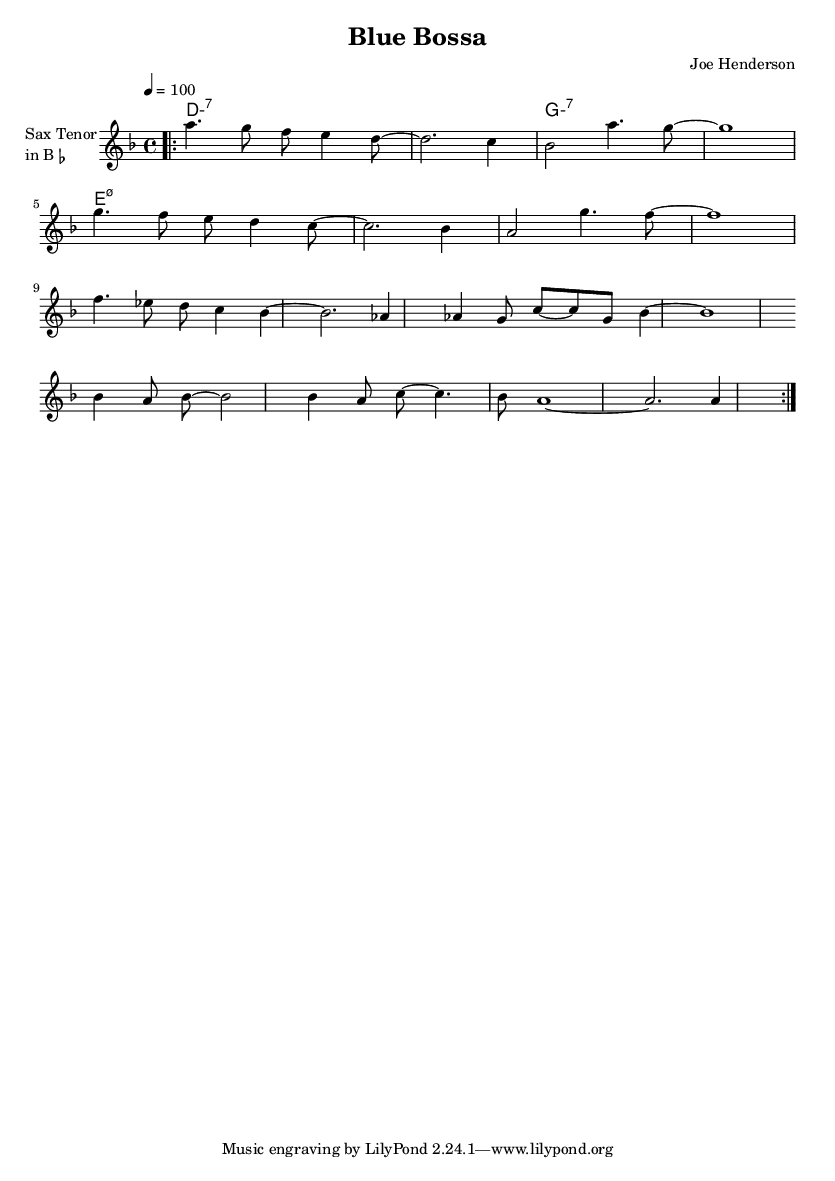 Blue Bossa
Joe Henderson
♩ = 100
D-7 G-7
Sax Tenor
in B♭
5
EØ
9
Music engraving by LilyPond 2.24.1—www.lilypond.org